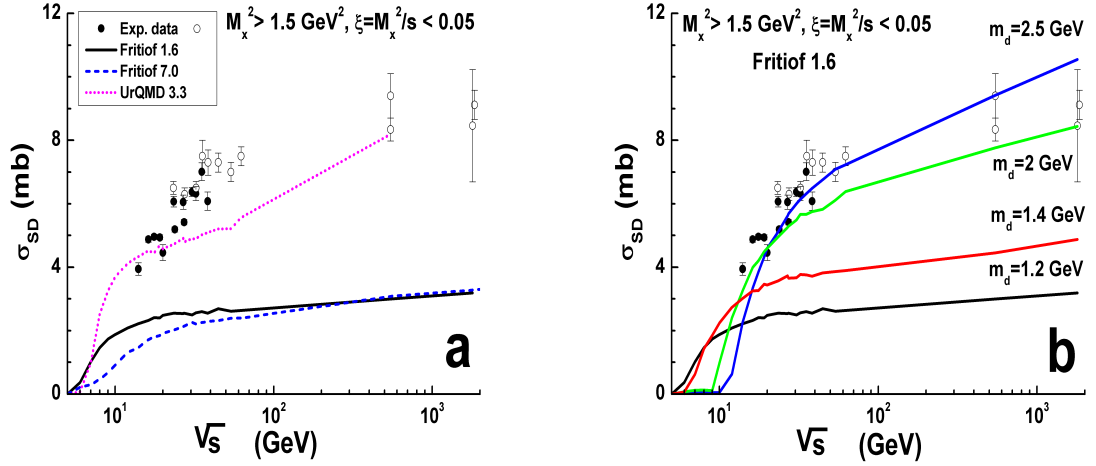 M_x^2> 1.5 GeV^2, ξ=M_x^2/s < 0.05
Exp. data
Fritiof 1.6
Fritiof 7.0
UrQMD 3.3
12
8
4
0
σ_SD (mb)
10^1
10^2
10^3
√s (GeV)
a
M_x^2> 1.5 GeV^2, ξ=M_x^2/s < 0.05
Fritiof 1.6
m_d=2.5 GeV
m_d=2 GeV
m_d=1.4 GeV
m_d=1.2 GeV
12
8
4
0
σ_SD (mb)
10^1
10^2
10^3
√s (GeV)
b